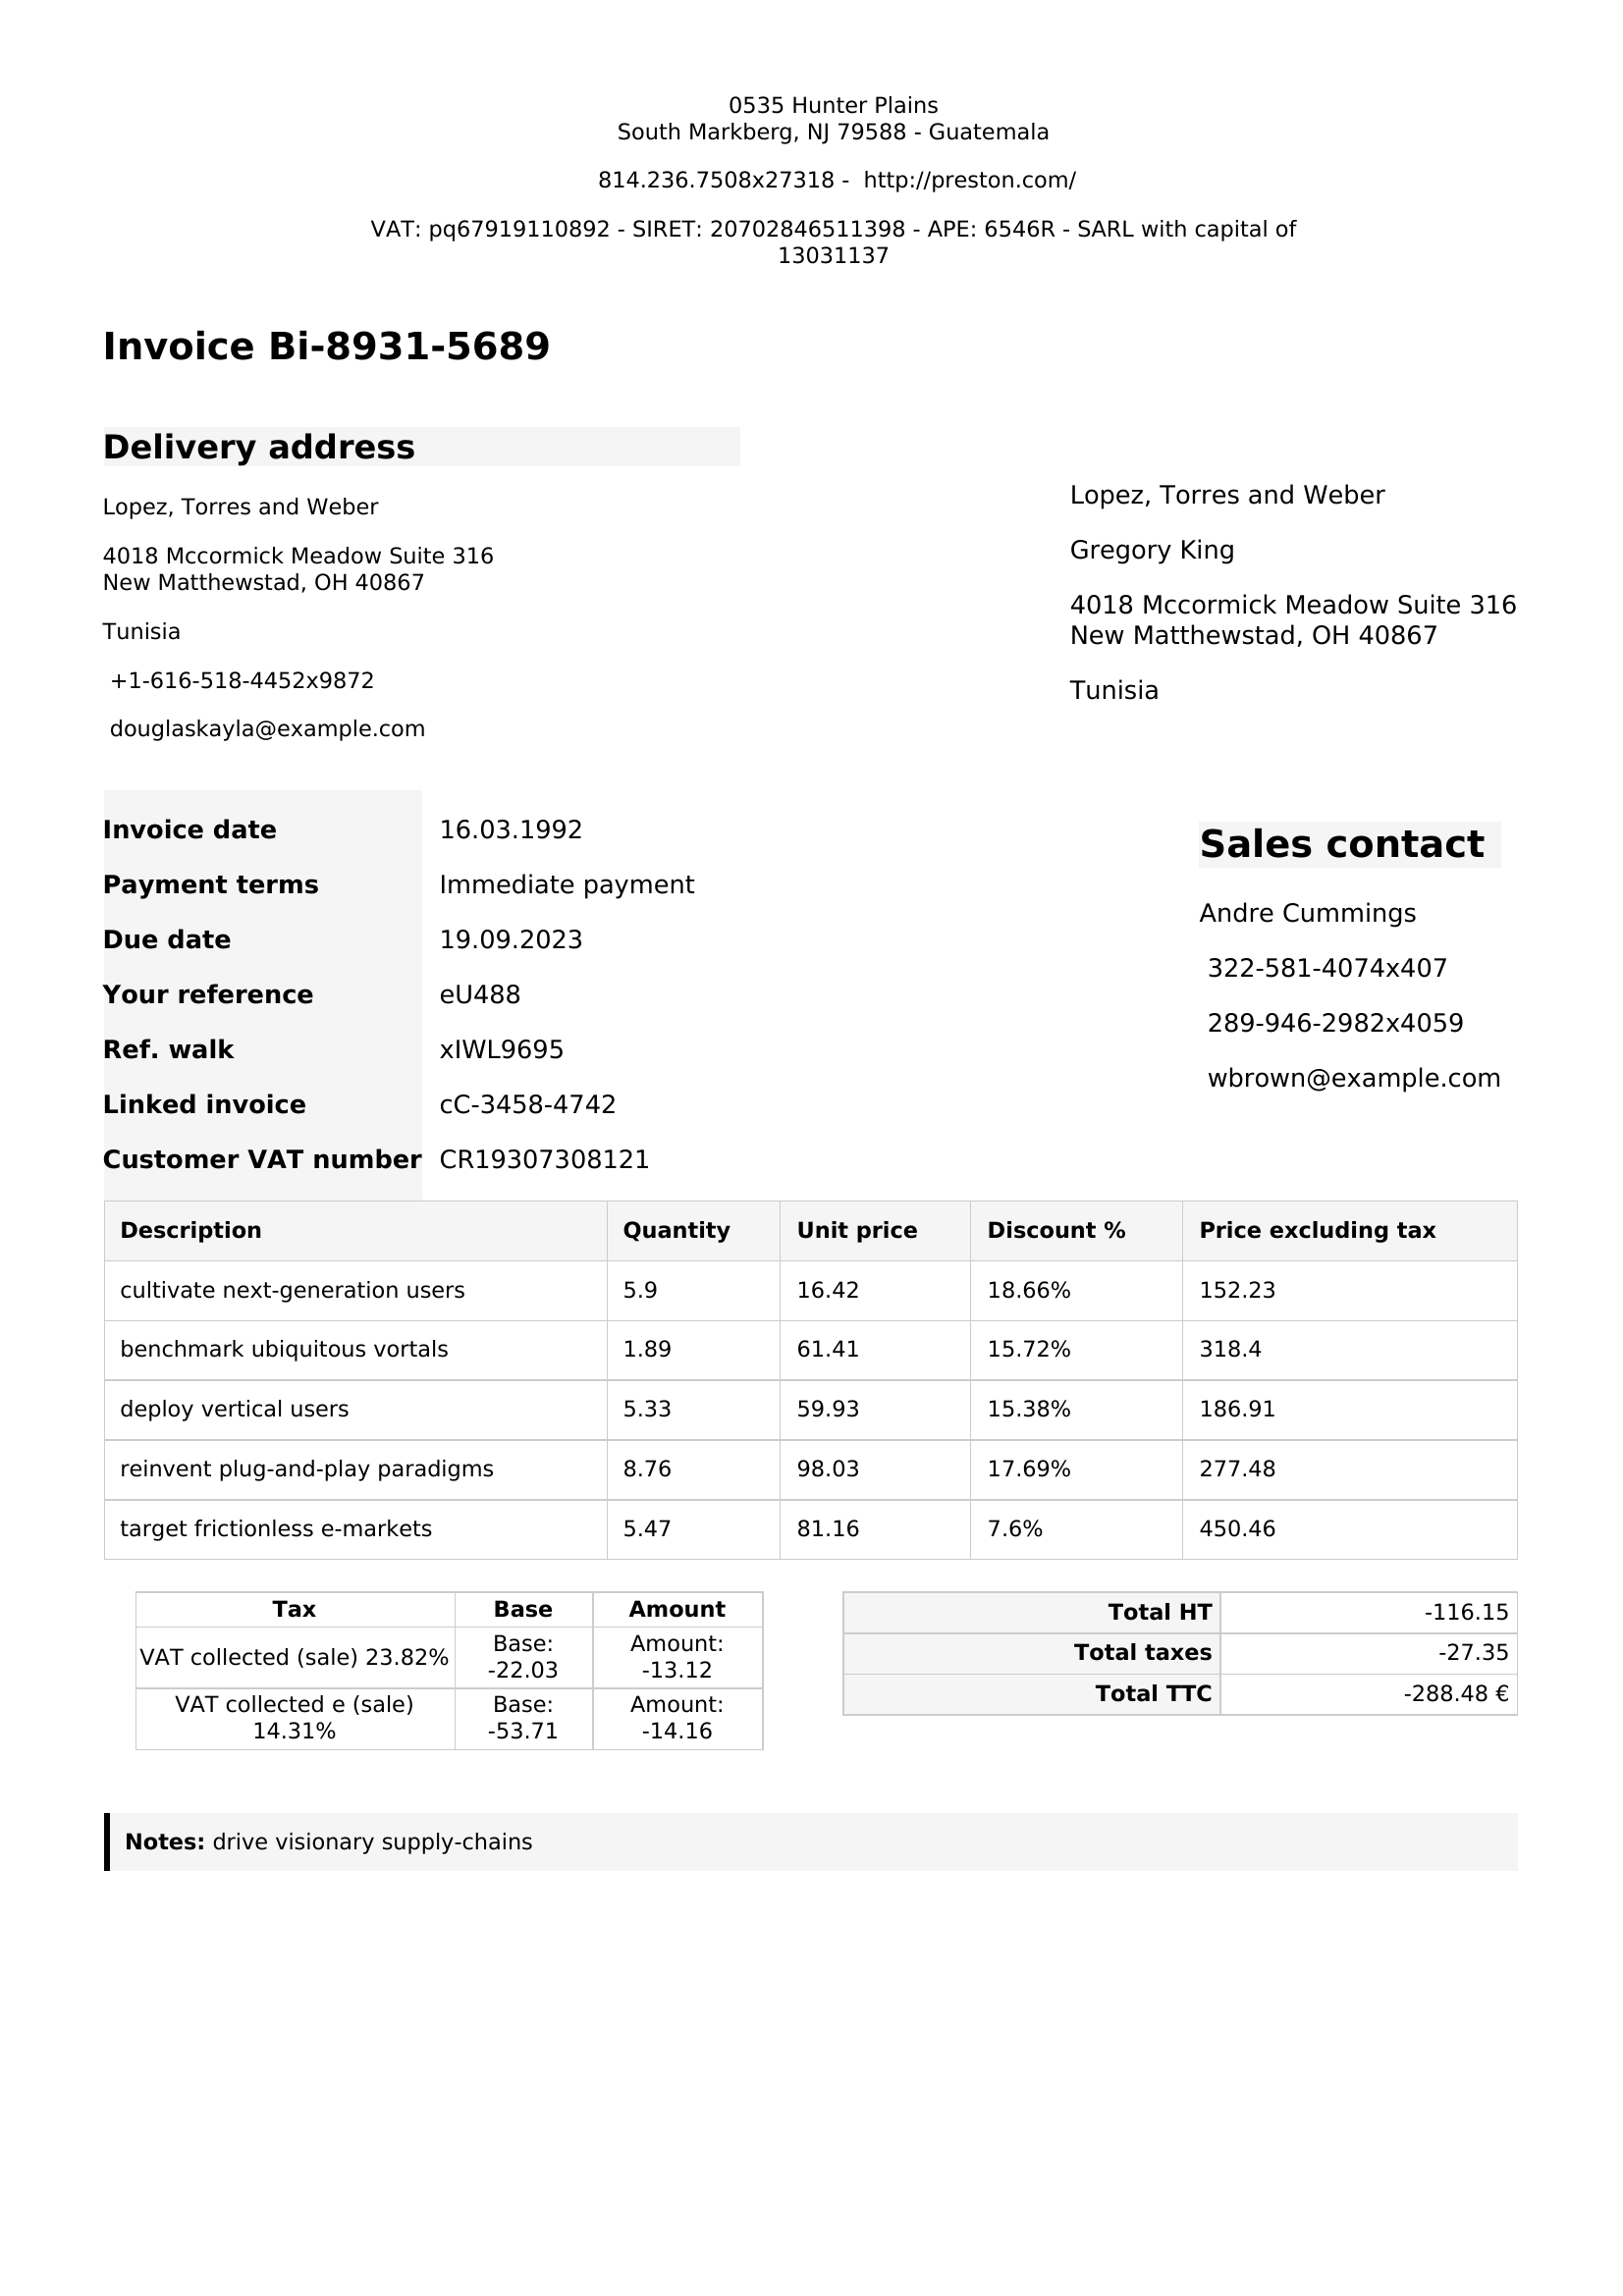 0535 Hunter Plains
South Markberg, NJ 79588 - Guatemala
814.236.7508x27318 - http://preston.com/
VAT: pq67919110892 - SIRET: 20702846511398 - APE: 6546R - SARL with capital of
13031137
Invoice Bi-8931-5689
Delivery address
Lopez, Torres and Weber
4018 Mccormick Meadow Suite 316
New Matthewstad, OH 40867
Tunisia
+1-616-518-4452x9872
douglaskayla@example.com
Lopez, Torres and Weber
Gregory King
4018 Mccormick Meadow Suite 316
New Matthewstad, OH 40867
Tunisia
Invoice date 16.03.1992
Payment terms Immediate payment
Due date 19.09.2023
Your reference eU488
Ref. walk xIWL9695
Linked invoice cC-3458-4742
Customer VAT number CR19307308121
Sales contact
Andre Cummings
322-581-4074x407
289-946-2982x4059
wbrown@example.com
Description Quantity Unit price Discount % Price excluding tax
cultivate next-generation users 5.9 16.42 18.66% 152.23
benchmark ubiquitous vortals 1.89 61.41 15.72% 318.4
deploy vertical users 5.33 59.93 15.38% 186.91
reinvent plug-and-play paradigms 8.76 98.03 17.69% 277.48
target frictionless e-markets 5.47 81.16 7.6% 450.46
Tax Base Amount
VAT collected (sale) 23.82% Base: -22.03 Amount: -13.12
VAT collected e (sale) 14.31% Base: -53.71 Amount: -14.16
Total HT -116.15
Total taxes -27.35
Total TTC -288.48 €
Notes: drive visionary supply-chains